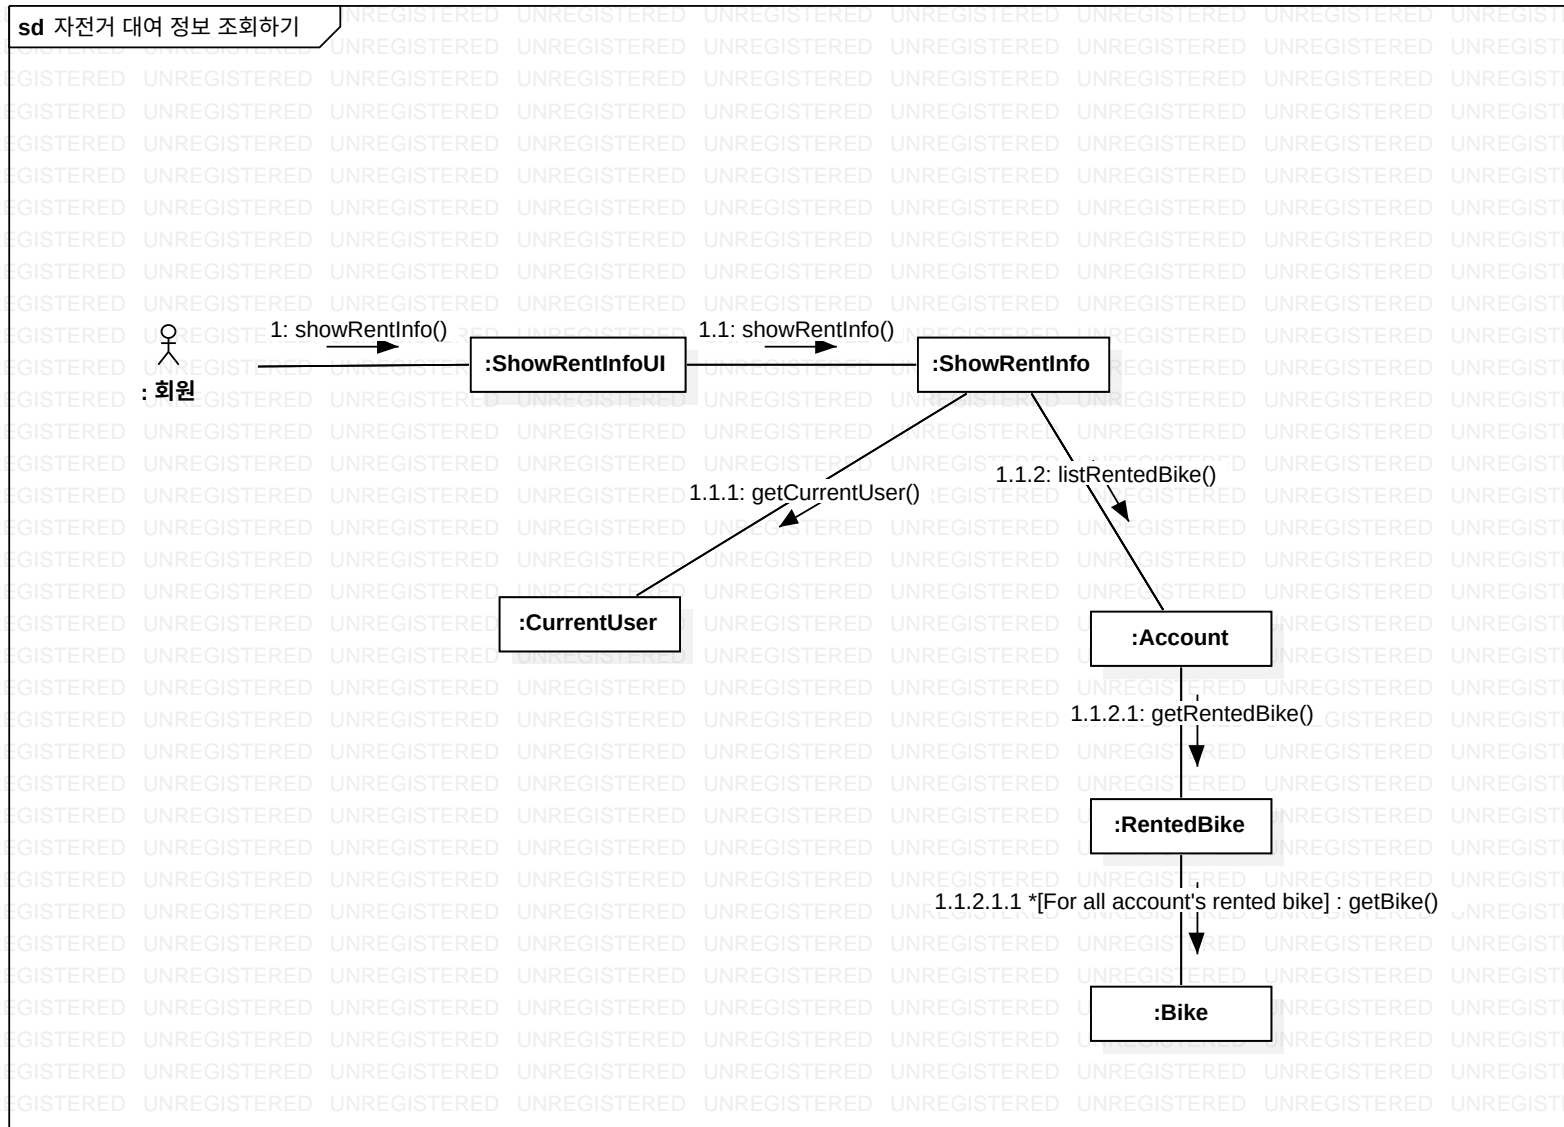 sd 자전거 대여 정보 조회하기
1: showRentInfo()
1.1: showRentInfo()
:ShowRentInfoUI
:ShowRentInfo
: 회원
1.1.2: listRentedBike()
1.1.1: getCurrentUser()
:CurrentUser
:Account
1.1.2.1: getRentedBike()
:RentedBike
1.1.2.1.1 *[For all account's rented bike] : getBike()
:Bike
UNREGISTERED